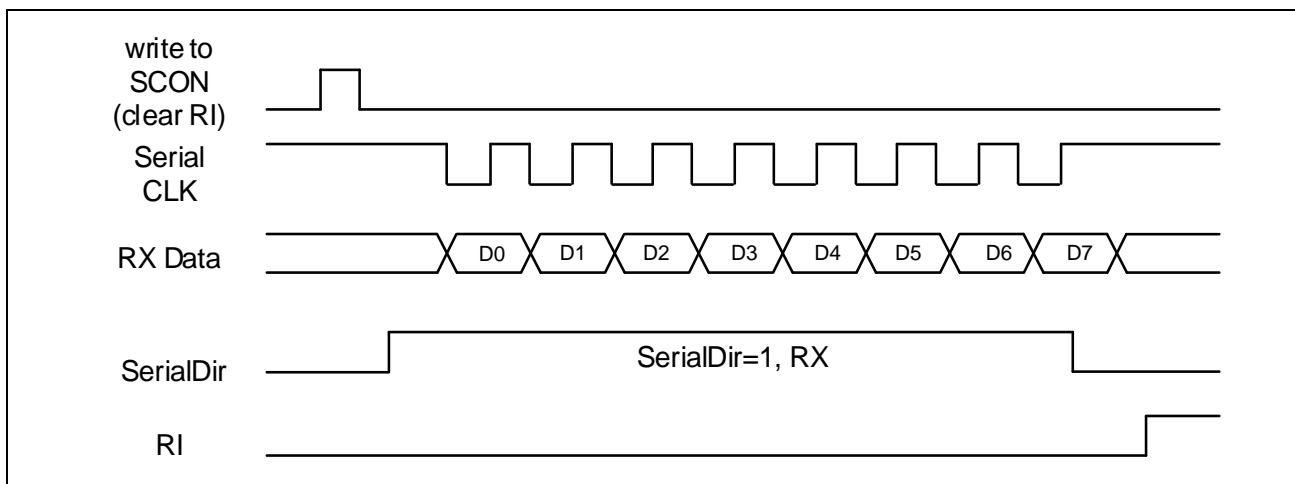 write to
SCON
(clear RI)
Serial
CLK
RX Data
D0 D1 D2 D3 D4 D5 D6 D7
SerialDir
SerialDir=1, RX
RI